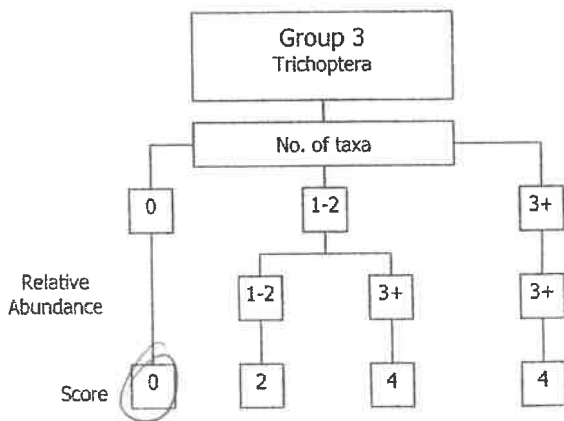 Group 3
Trichoptera
No. of taxa
0 1-2 3+
Relative
Abundance
1-2 3+ 3+
Score 0 2 4 4